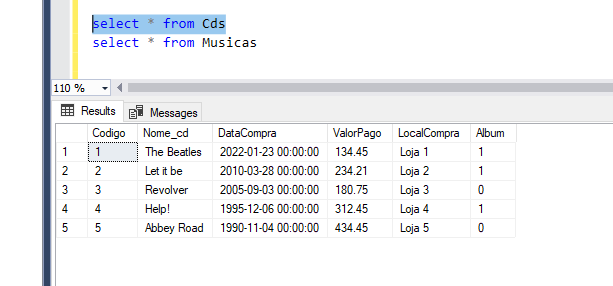 select * from Cds
select * from Musicas
110 %
Results Messages
Codigo Nome_cd DataCompra ValorPago LocalCompra Album
1 1 The Beatles 2022-01-23 00:00:00 134.45 Loja 1 1
2 2 Let it be 2010-03-28 00:00:00 234.21 Loja 2 1
3 3 Revolver 2005-09-03 00:00:00 180.75 Loja 3 0
4 4 Help! 1995-12-06 00:00:00 312.45 Loja 4 1
5 5 Abbey Road 1990-11-04 00:00:00 434.45 Loja 5 0